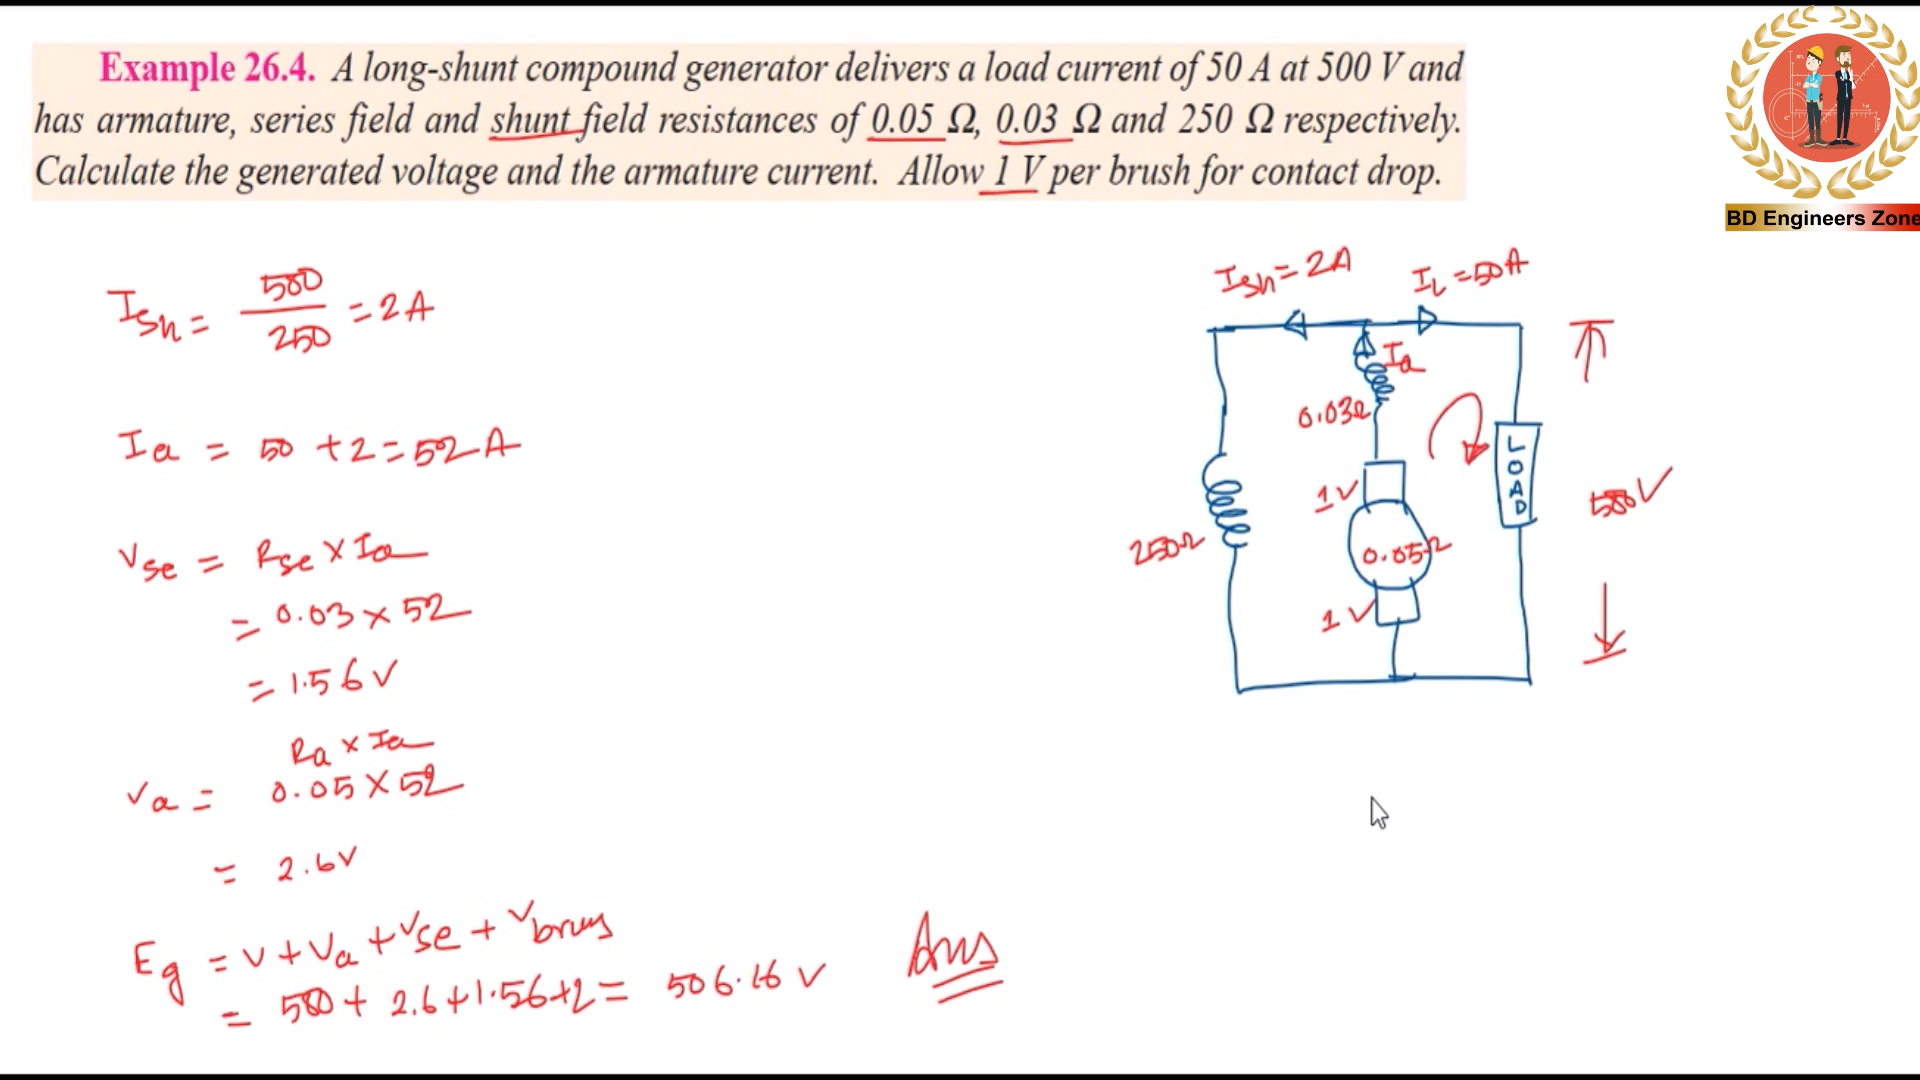 Example 26.4. A long-shunt compound generator delivers a load current of 50 A at 500 V and
has armature, series field and shunt field resistances of 0.05 Ω, 0.03 Ω and 250 Ω respectively.
Calculate the generated voltage and the armature current. Allow 1 V per brush for contact drop.
BD Engineers Zone
Ish = 500/250 = 2A
Ia = 50 + 2 = 52 A
Vse = Rse × Ia
= 0.03 × 52
= 1.56 V
Ra × Ia
Va = 0.05 × 52
= 2.6 V
Eg = V + Va + Vse + Vbrus
= 500 + 2.6 + 1.56 + 2 = 506.16 V
Ans
Ish = 2A
IL = 50A
Ia
0.03Ω
1V
LOAD
500V
250Ω
0.05Ω
1V